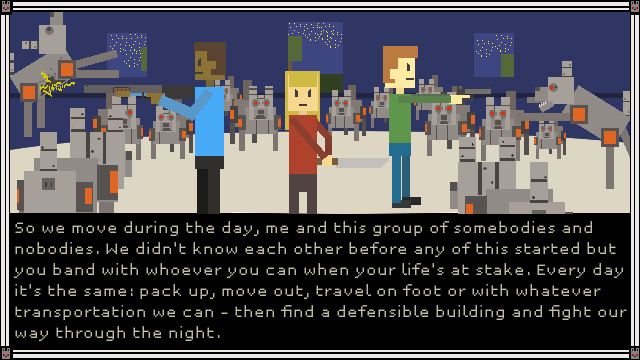 So we move during the day, me and this group of somebodies and
nobodies. We didn't know each other before any of this started but
you band with whoever you can when your life's at stake. Every day
it's the same: pack up, move out, travel on foot or with whatever
transportation we can - then find a defensible building and fight our
way through the night.